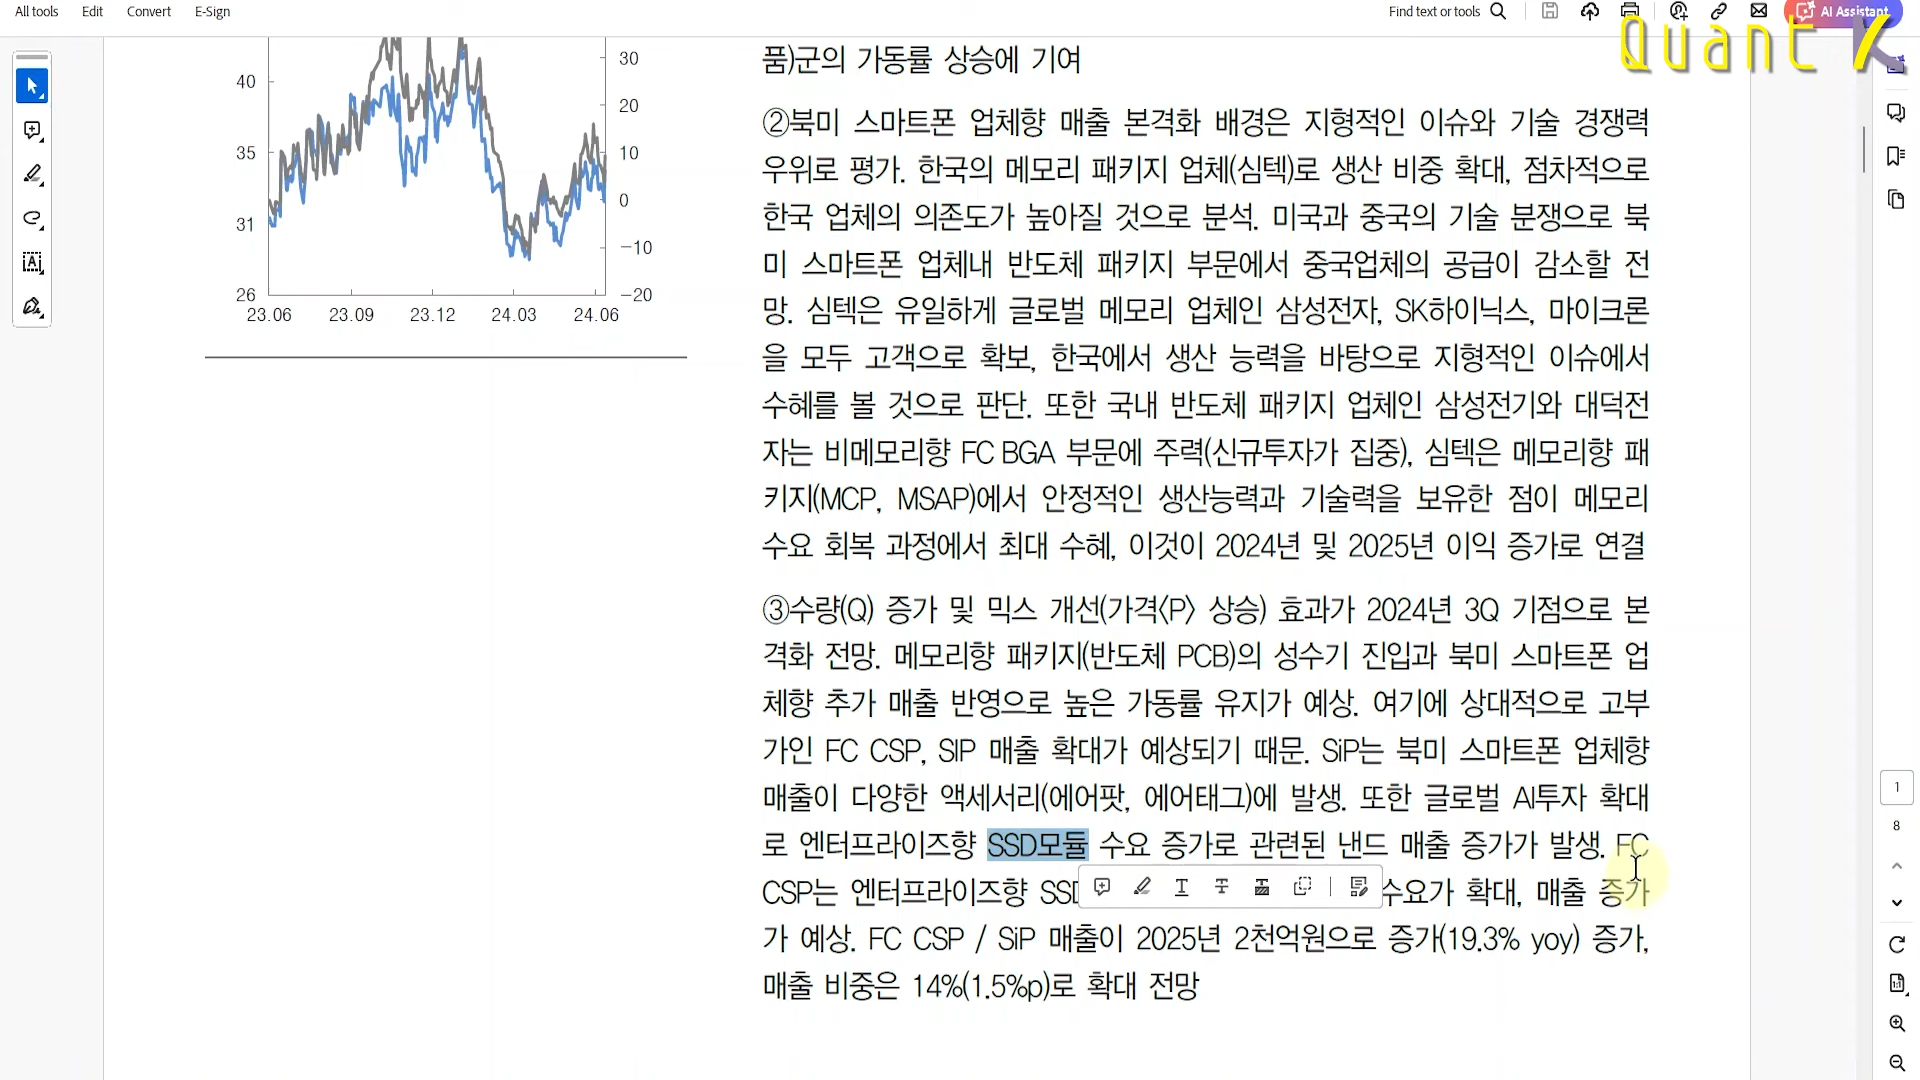 All tools Edit Convert E-Sign Find text or tools AI Assistant
Quant K
품)군의 가동률 상승에 기여
②북미 스마트폰 업체향 매출 본격화 배경은 지형적인 이슈와 기술 경쟁력
우위로 평가. 한국의 메모리 패키지 업체(심텍)로 생산 비중 확대, 점차적으로
한국 업체의 의존도가 높아질 것으로 분석. 미국과 중국의 기술 분쟁으로 북
미 스마트폰 업체내 반도체 패키지 부문에서 중국업체의 공급이 감소할 전
망. 심텍은 유일하게 글로벌 메모리 업체인 삼성전자, SK하이닉스, 마이크론
을 모두 고객으로 확보, 한국에서 생산 능력을 바탕으로 지형적인 이슈에서
수혜를 볼 것으로 판단. 또한 국내 반도체 패키지 업체인 삼성전기와 대덕전
자는 비메모리향 FC BGA 부문에 주력(신규투자가 집중), 심텍은 메모리향 패
키지(MCP, MSAP)에서 안정적인 생산능력과 기술력을 보유한 점이 메모리
수요 회복 과정에서 최대 수혜, 이것이 2024년 및 2025년 이익 증가로 연결
③수량(Q) 증가 및 믹스 개선(가격〈P〉 상승) 효과가 2024년 3Q 기점으로 본
격화 전망. 메모리향 패키지(반도체 PCB)의 성수기 진입과 북미 스마트폰 업
체향 추가 매출 반영으로 높은 가동률 유지가 예상. 여기에 상대적으로 고부
가인 FC CSP, SIP 매출 확대가 예상되기 때문. SiP는 북미 스마트폰 업체향
매출이 다양한 액세서리(에어팟, 에어태그)에 발생. 또한 글로벌 AI투자 확대
로 엔터프라이즈향 SSD모듈 수요 증가로 관련된 낸드 매출 증가가 발생. FC
CSP는 엔터프라이즈향 SSD 수요가 확대, 매출 증가
가 예상. FC CSP / SiP 매출이 2025년 2천억원으로 증가(19.3% yoy) 증가,
매출 비중은 14%(1.5%p)로 확대 전망
40
35
31
26
30
20
10
0
-10
-20
23.06 23.09 23.12 24.03 24.06
1
8